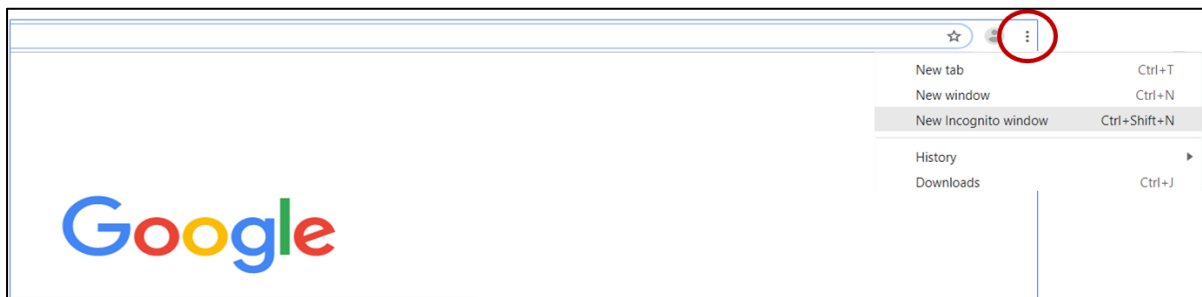 New tab Ctrl+T
New window Ctrl+N
New Incognito window Ctrl+Shift+N
History
Downloads Ctrl+J
Google